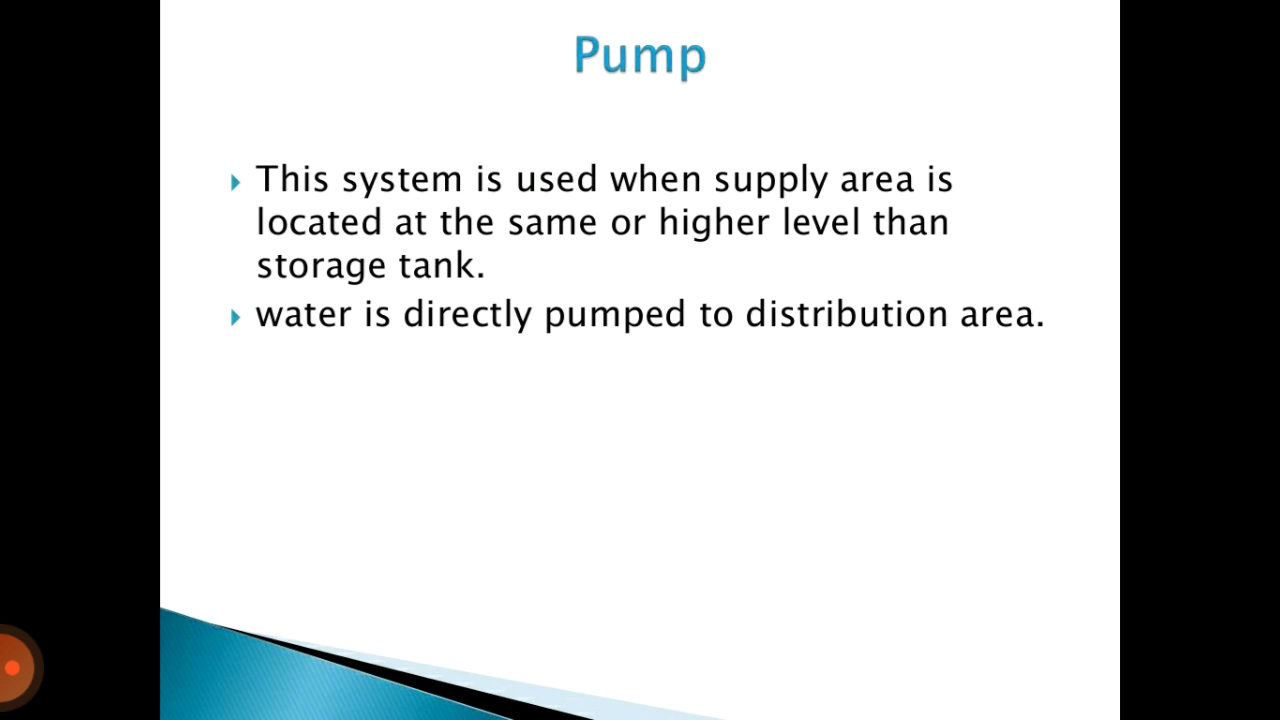 Pump
This system is used when supply area is
located at the same or higher level than
storage tank.
water is directly pumped to distribution area.